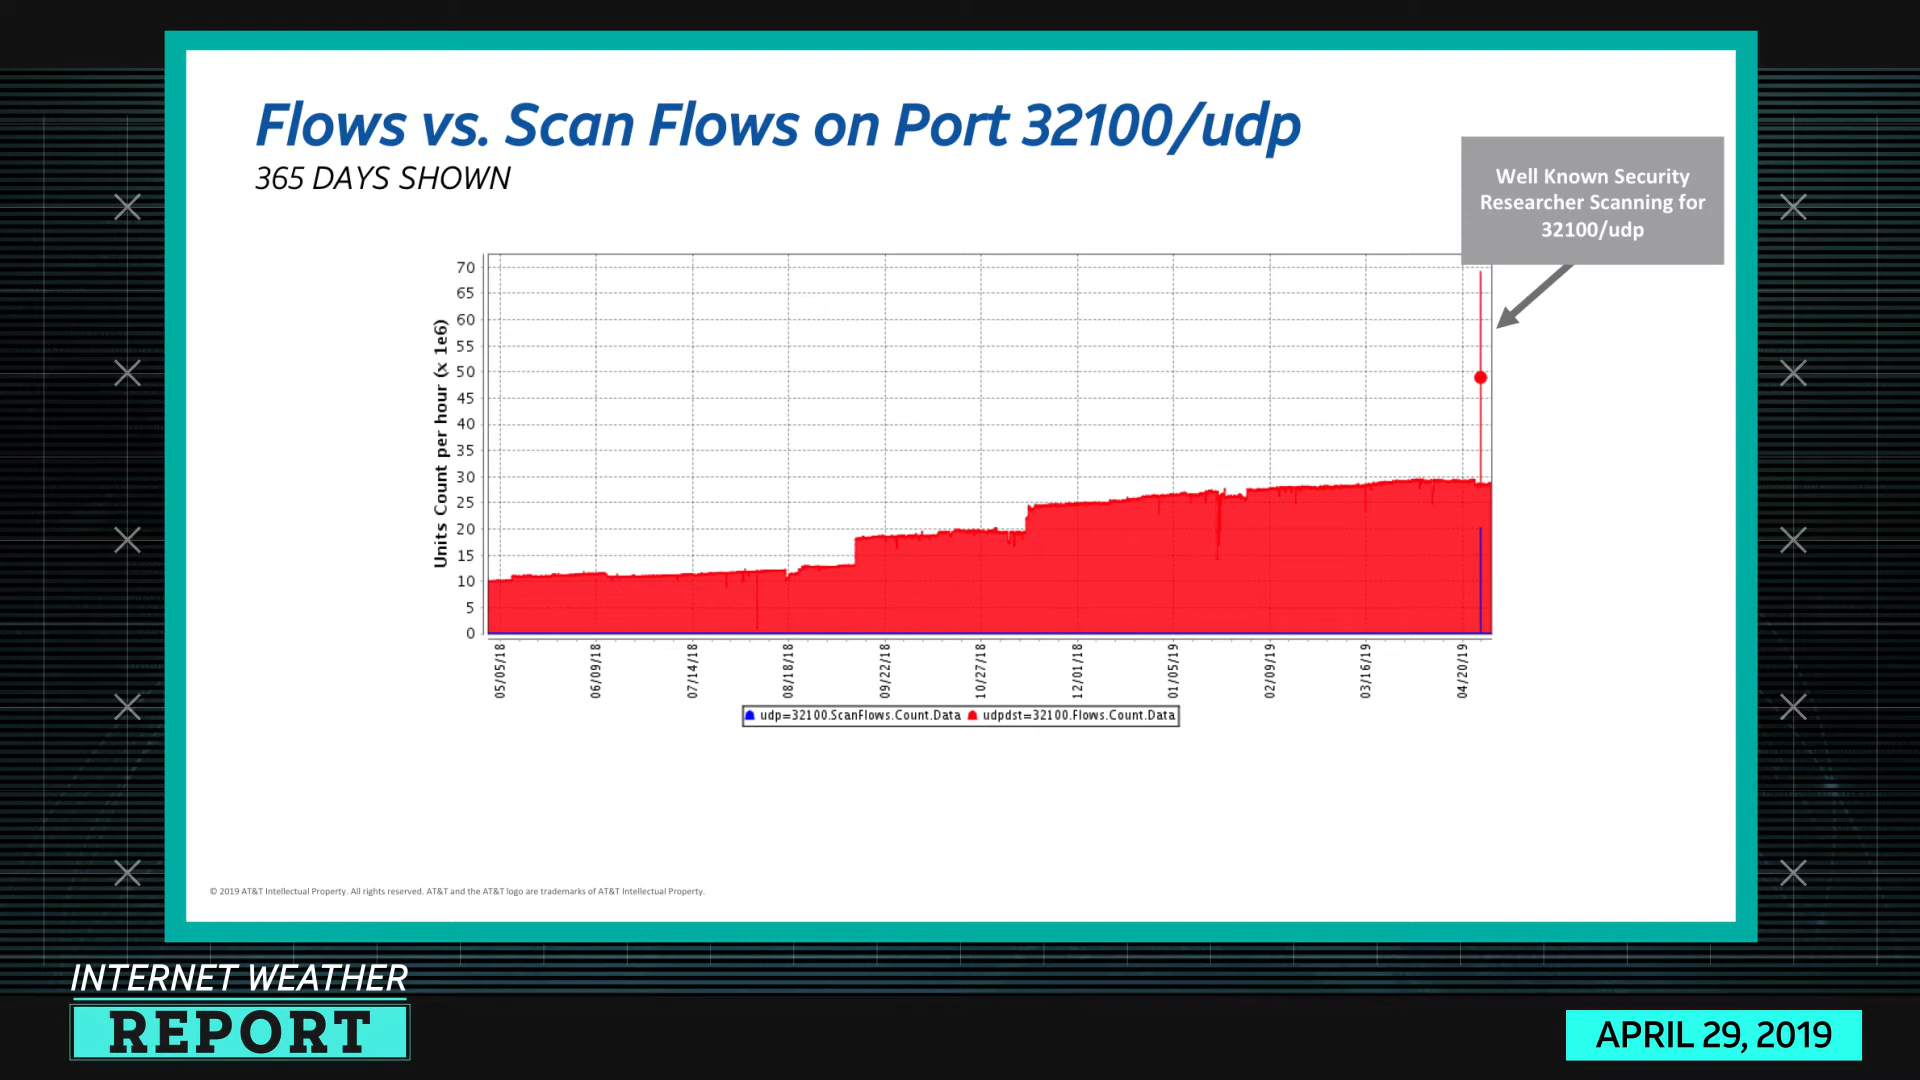 Flows vs. Scan Flows on Port 32100/udp
365 DAYS SHOWN
Well Known Security
Researcher Scanning for
32100/udp
Units Count per hour (x 1e6)
70
65
60
55
50
45
40
35
30
25
20
15
10
5
0
05/05/18
06/09/18
07/14/18
08/18/18
09/22/18
10/27/18
12/01/18
01/05/19
02/09/19
03/16/19
04/20/19
udp=32100.ScanFlows.Count.Data udpdst=32100.Flows.Count.Data
© 2019 AT&T Intellectual Property. All rights reserved. AT&T and the AT&T logo are trademarks of AT&T Intellectual Property.
INTERNET WEATHER
REPORT
APRIL 29, 2019